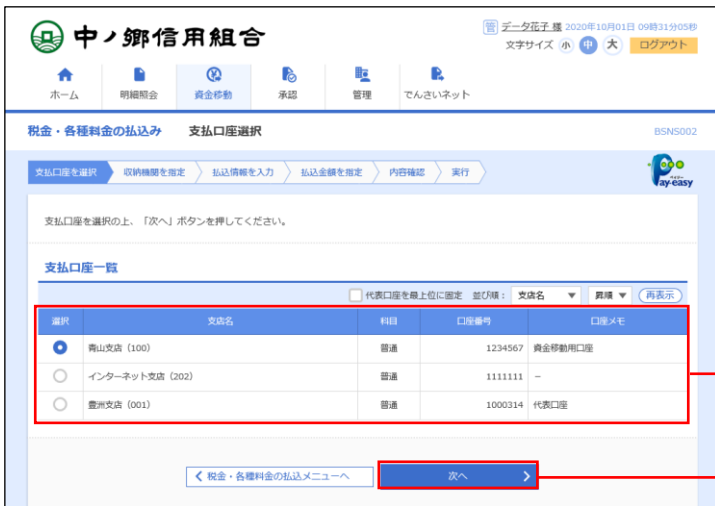 中ノ郷信用組合
管 データ花子 様 2020年10月01日 09時31分05秒
文字サイズ 小 中 大 ログアウト
ホーム 明細照会 資金移動 承認 管理 でんさいネット
税金・各種料金の払込み 支払口座選択 BSNS002
支払口座を選択 収納機関を指定 払込情報を入力 払込金額を指定 内容確認 実行
ペイジー
Pay-easy
支払口座を選択の上、「次へ」ボタンを押してください。
支払口座一覧
代表口座を最上位に固定 並び順： 支店名 ▼ 昇順 ▼ 再表示
選択 支店名 科目 口座番号 口座メモ
青山支店（100） 普通 1234567 資金移動用口座
インターネット支店（202） 普通 1111111 −
豊洲支店（001） 普通 1000314 代表口座
税金・各種料金の払込メニューへ 次へ